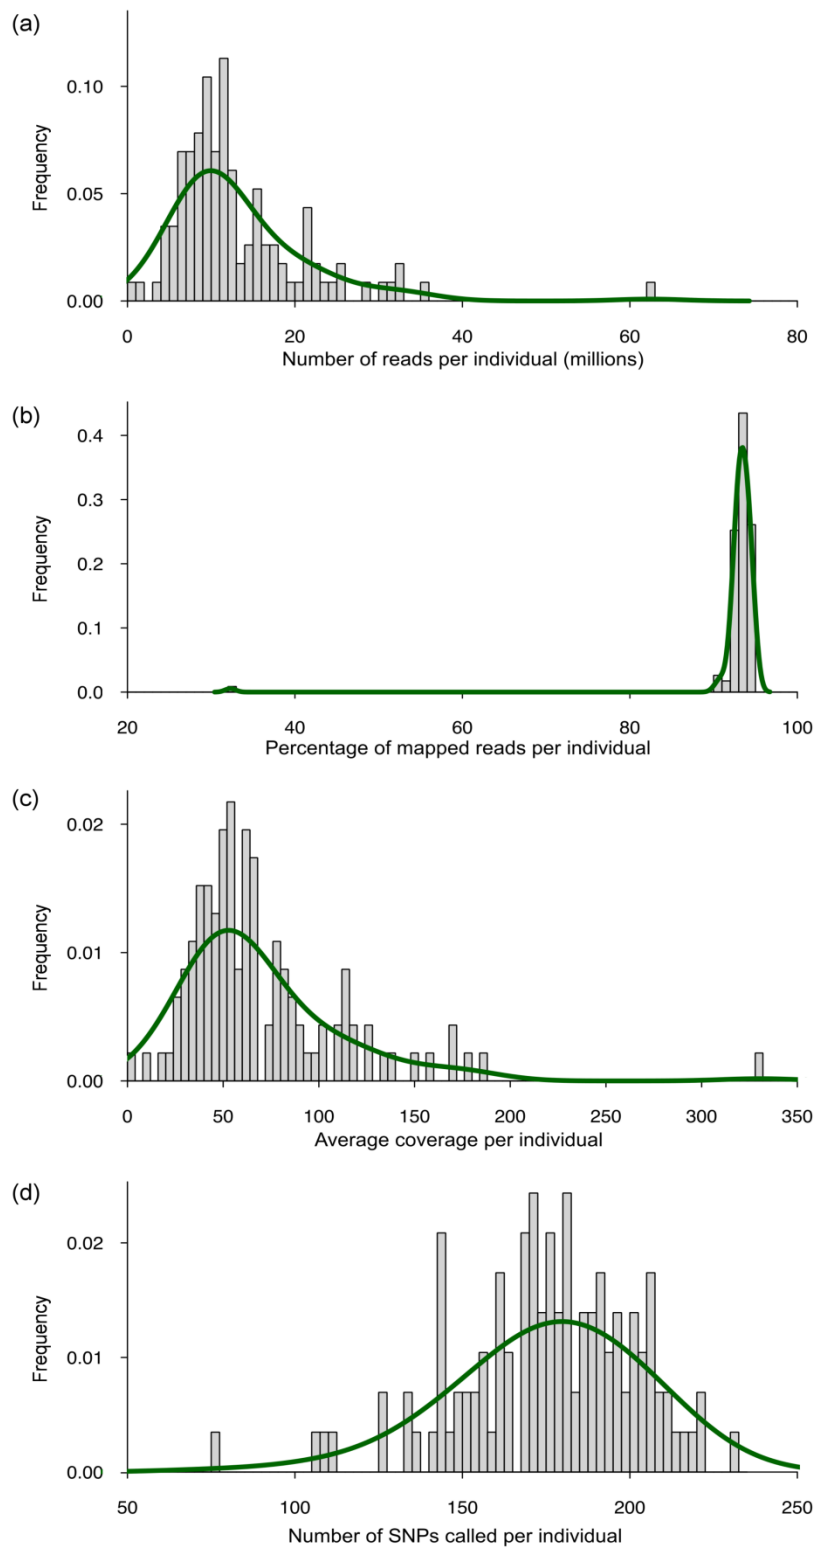 (a)
Frequency
0.10
0.05
0.00
0 20 40 60 80
Number of reads per individual (millions)
(b)
Frequency
0.4
0.3
0.2
0.1
0.0
20 40 60 80 100
Percentage of mapped reads per individual
(c)
Frequency
0.02
0.01
0.00
0 50 100 150 200 250 300 350
Average coverage per individual
(d)
Frequency
0.02
0.01
0.00
50 100 150 200 250
Number of SNPs called per individual